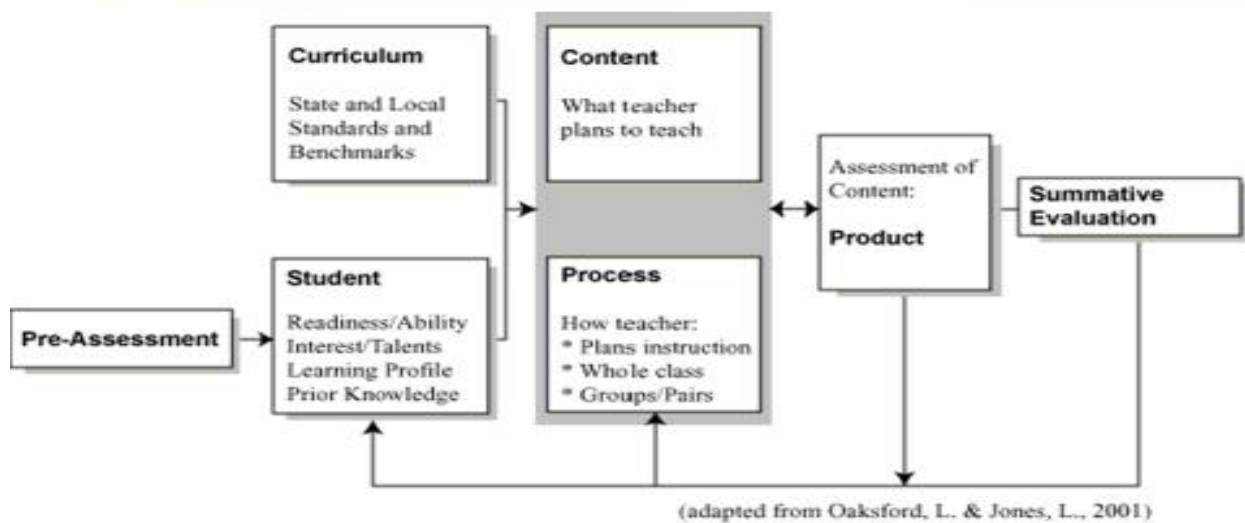 Curriculum
State and Local
Standards and
Benchmarks
Content
What teacher
plans to teach
Assessment of
Content:
Product
Summative
Evaluation
Pre-Assessment
Student
Readiness/Ability
Interest/Talents
Learning Profile
Prior Knowledge
Process
How teacher:
* Plans instruction
* Whole class
* Groups/Pairs
(adapted from Oaksford, L. & Jones, L., 2001)